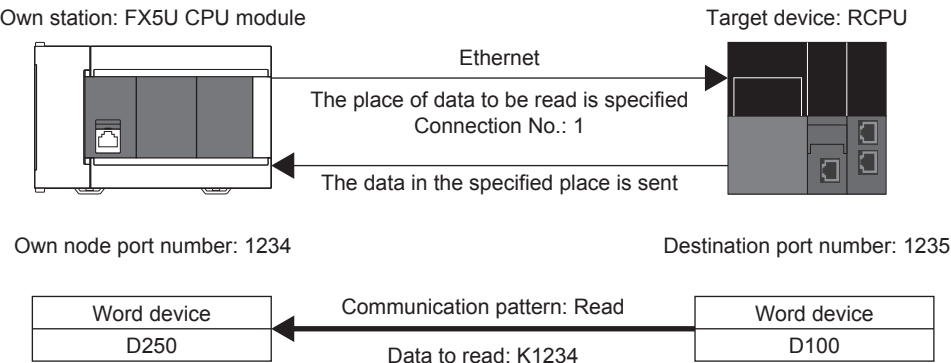 Own station: FX5U CPU module
Target device: RCPU
Ethernet
The place of data to be read is specified
Connection No.: 1
The data in the specified place is sent
Own node port number: 1234
Destination port number: 1235
Word device
D250
Communication pattern: Read
Data to read: K1234
Word device
D100